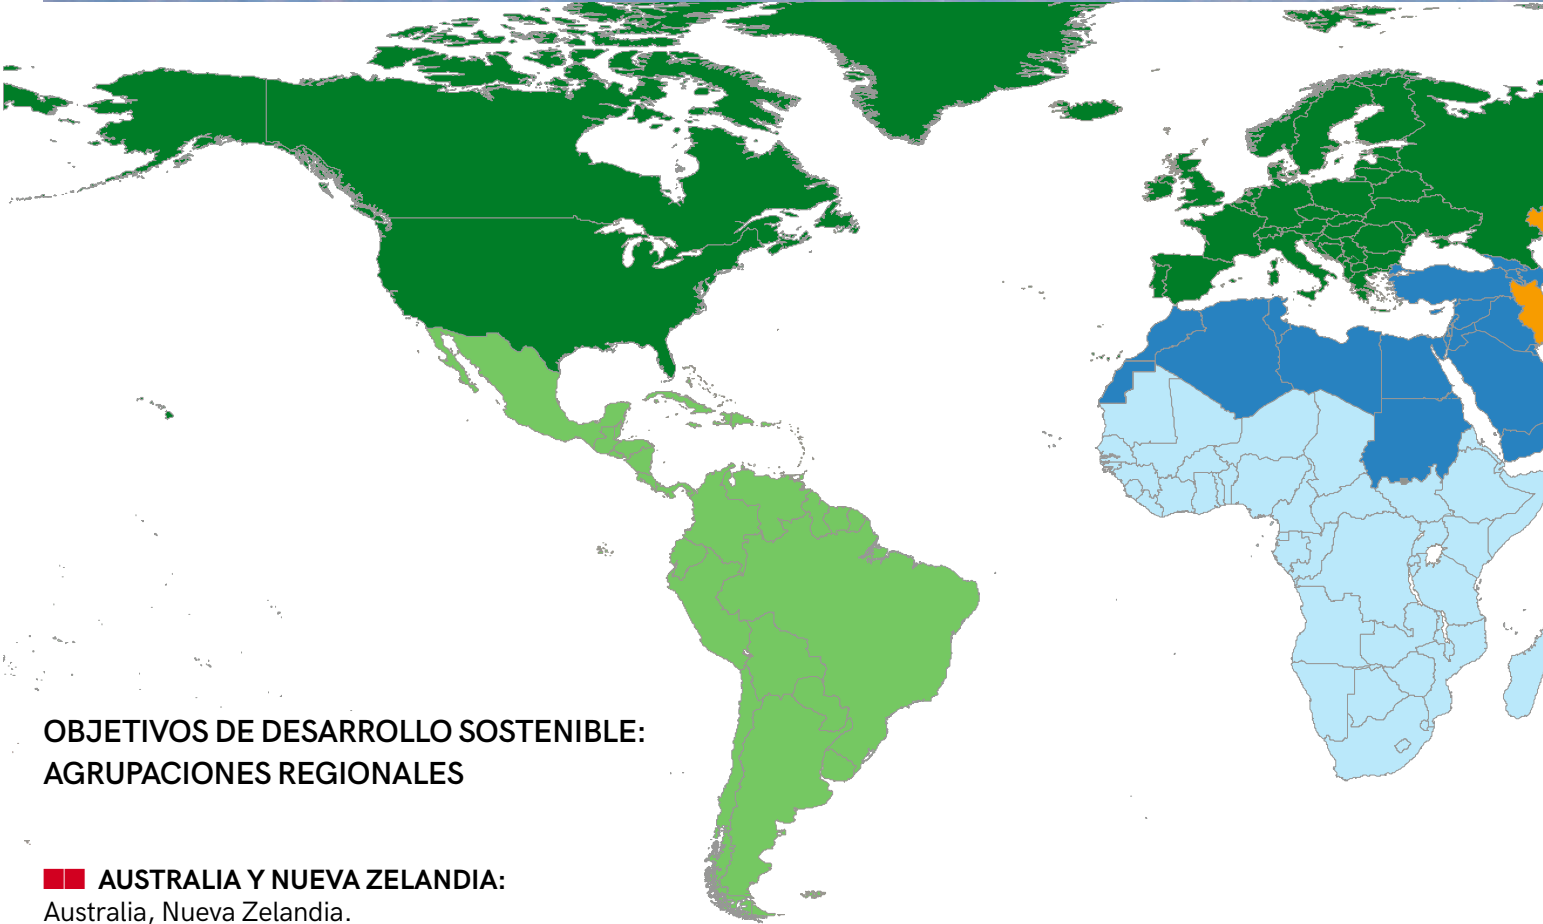 OBJETIVOS DE DESARROLLO SOSTENIBLE:
AGRUPACIONES REGIONALES
AUSTRALIA Y NUEVA ZELANDIA:
Australia, Nueva Zelandia.